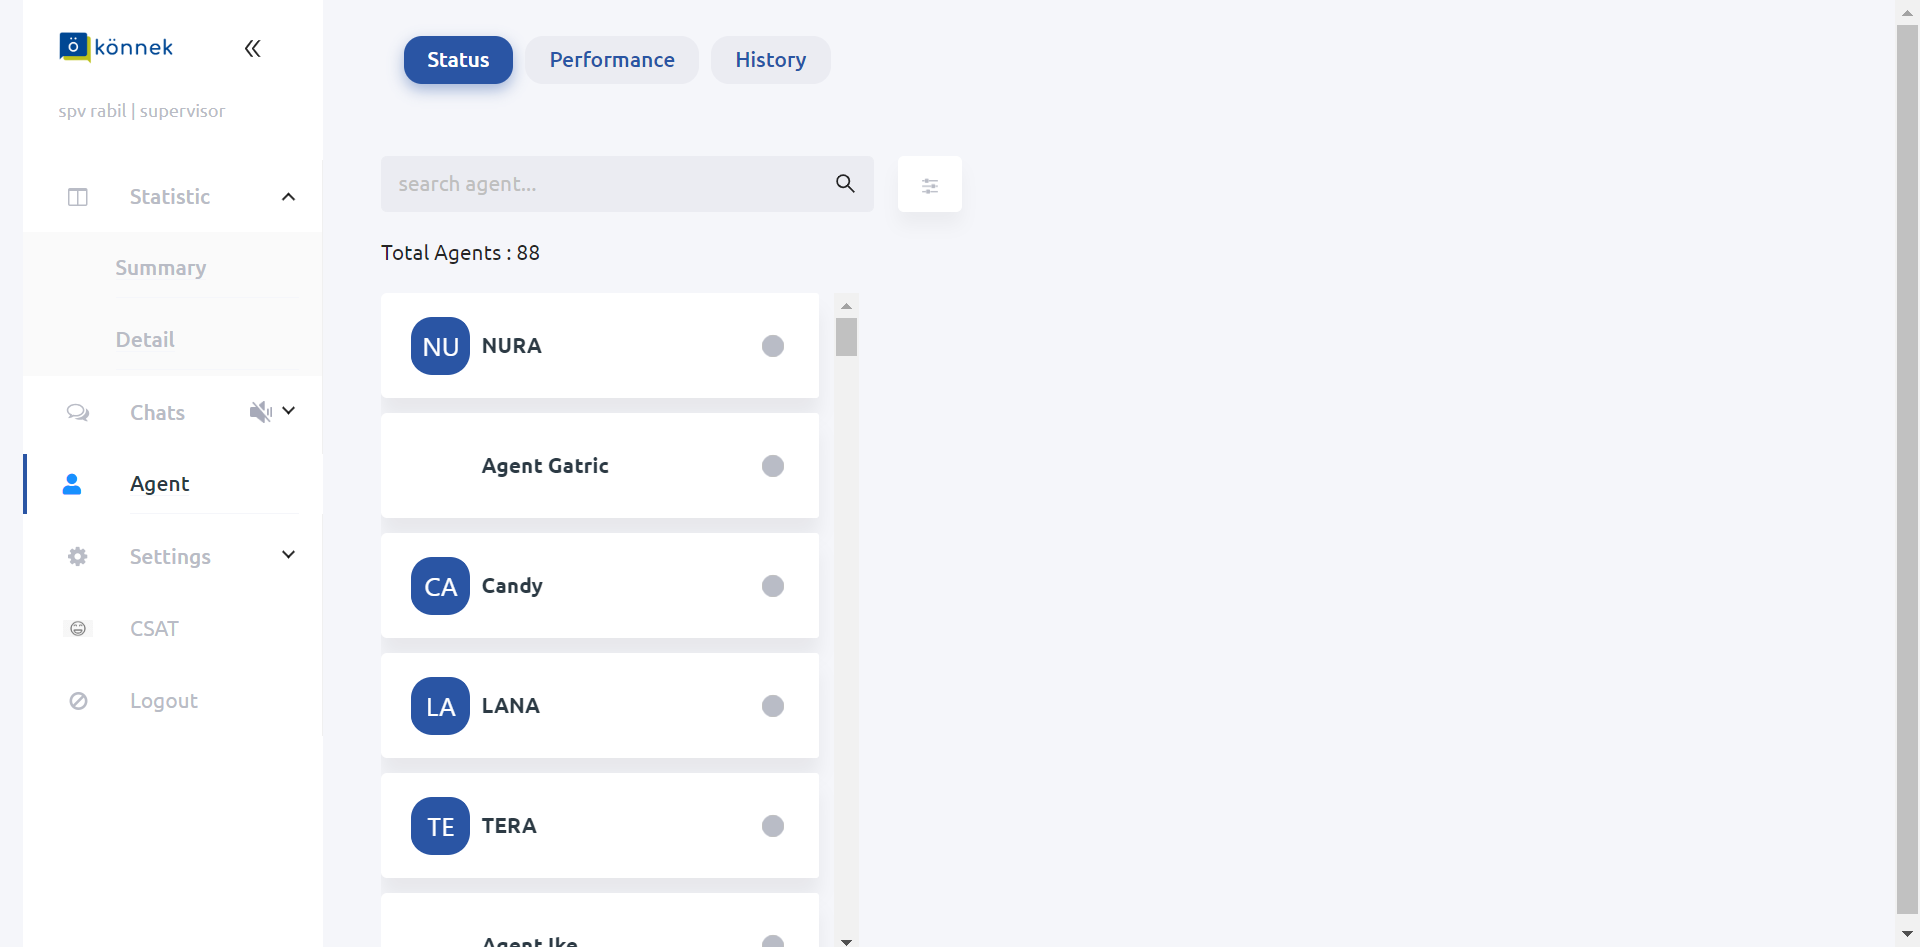 ö könnek
spv rabil | supervisor
Statistic
Summary
Detail
Chats
Agent
Settings
CSAT
Logout
Status
Performance
History
search agent...
Total Agents : 88
NU NURA
Agent Gatric
CA Candy
LA LANA
TE TERA
Agent Ike